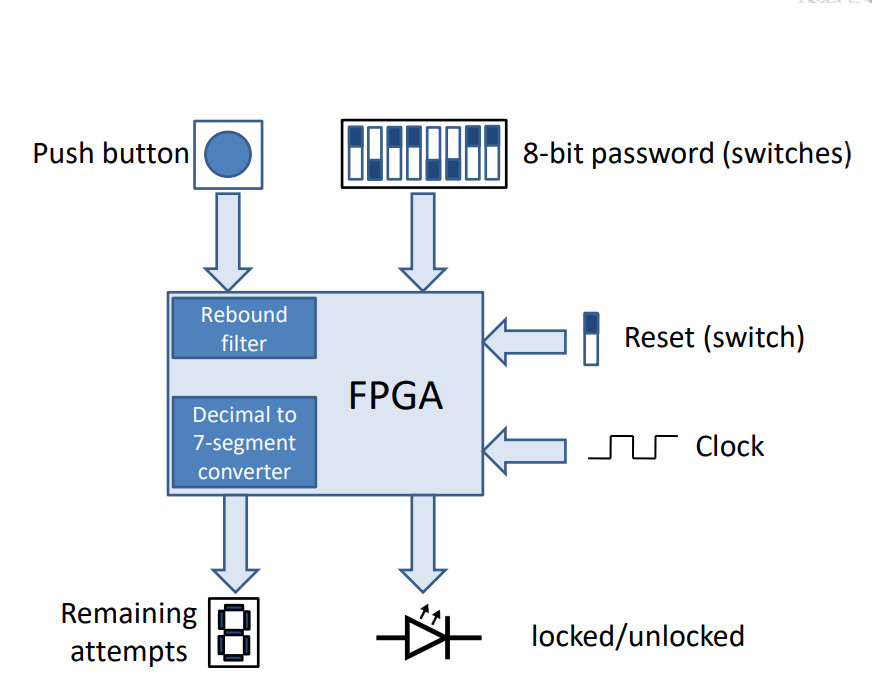 Push button
8-bit password (switches)
Rebound
filter
Reset (switch)
FPGA
Decimal to
7-segment
converter
Clock
Remaining
attempts
locked/unlocked